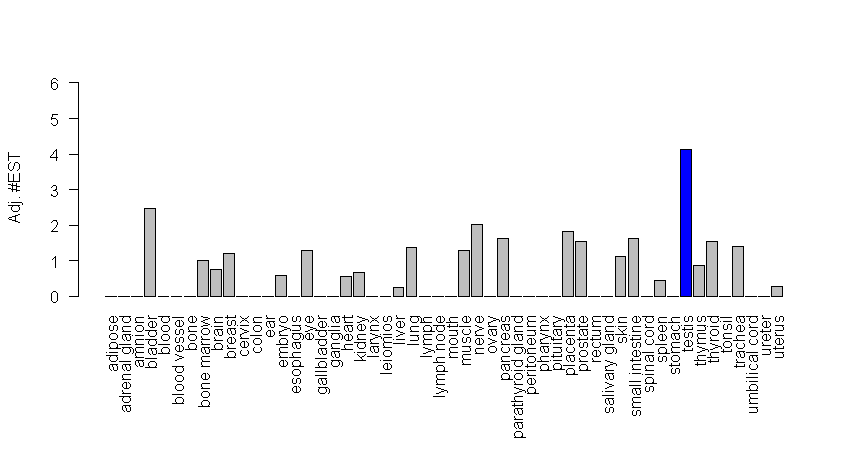 Adj. #EST
6
5
4
3
2
1
0
adipose
adrenal gland
amnion
bladder
blood
blood vessel
bone
bone marrow
brain
breast
cervix
colon
ear
embryo
esophagus
eye
gallbladder
ganglia
heart
kidney
larynx
leiomios
liver
lung
lymph
lymph node
mouth
muscle
nerve
ovary
pancreas
parathyroid gland
peritoneum
pharynx
pituitary
placenta
prostate
rectum
salivary gland
skin
small intestine
spinal cord
spleen
stomach
testis
thymus
thyroid
tonsil
trachea
umbilical cord
ureter
uterus